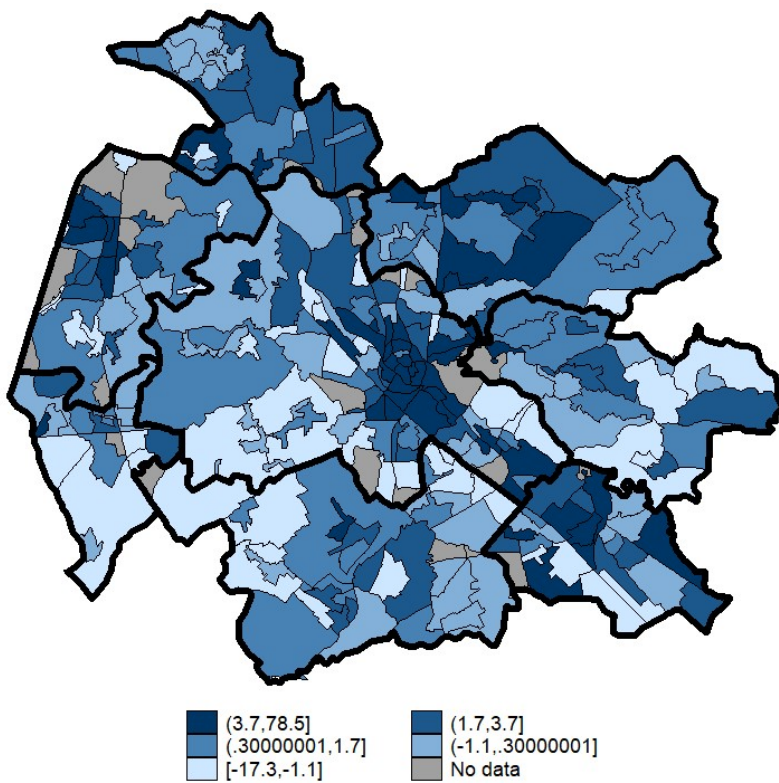 (3.7,78.5] (1.7,3.7]
(.30000001,1.7] (-1.1,.30000001]
[-17.3,-1.1] No data